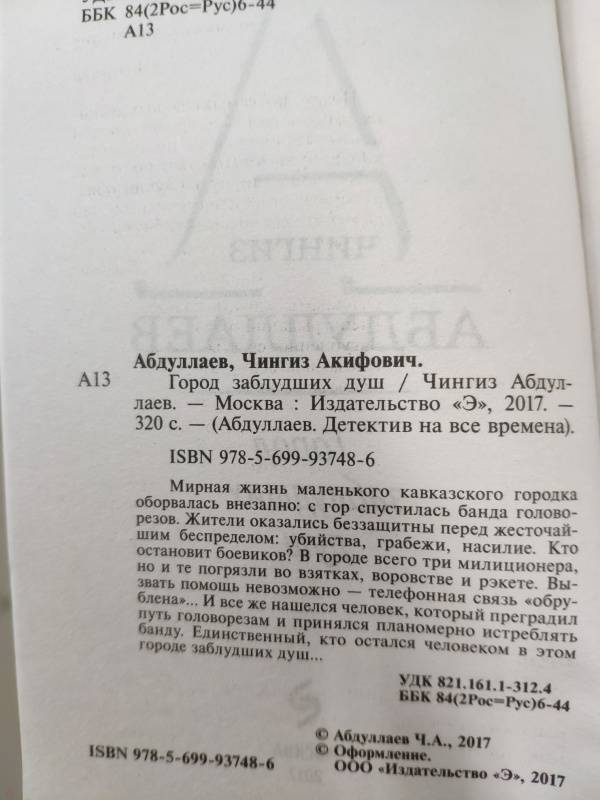 ББК 84(2Рос=Рус)6-44
А13
Абдуллаев, Чингиз Акифович.
А13 Город заблудших душ / Чингиз Абдул-
лаев. — Москва : Издательство «Э», 2017. —
320 с. — (Абдуллаев. Детектив на все времена).
ISBN 978-5-699-93748-6
Мирная жизнь маленького кавказского городка
оборвалась внезапно: с гор спустилась банда голово-
резов. Жители оказались беззащитны перед жесточай-
шим беспределом: убийства, грабежи, насилие. Кто
остановит боевиков? В городе всего три милиционера,
но и те погрязли во взятках, воровстве и рэкете. Вы-
звать помощь невозможно — телефонная связь «обру-
блена»... И все же нашелся человек, который преградил
путь головорезам и принялся планомерно истреблять
банду. Единственный, кто остался человеком в этом
городе заблудших душ...
УДК 821.161.1-312.4
ББК 84(2Рос=Рус)6-44
© Абдуллаев Ч.А., 2017
© Оформление.
ISBN 978-5-699-93748-6 ООО «Издательство «Э», 2017